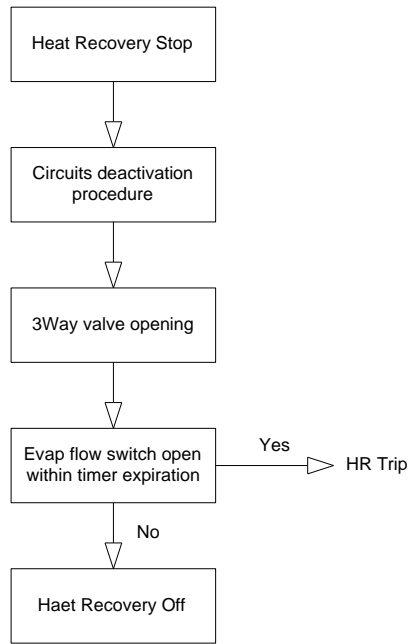 Heat Recovery Stop
Circuits deactivation
procedure
3Way valve opening
Evap flow switch open
within timer expiration
Yes
HR Trip
No
Haet Recovery Off